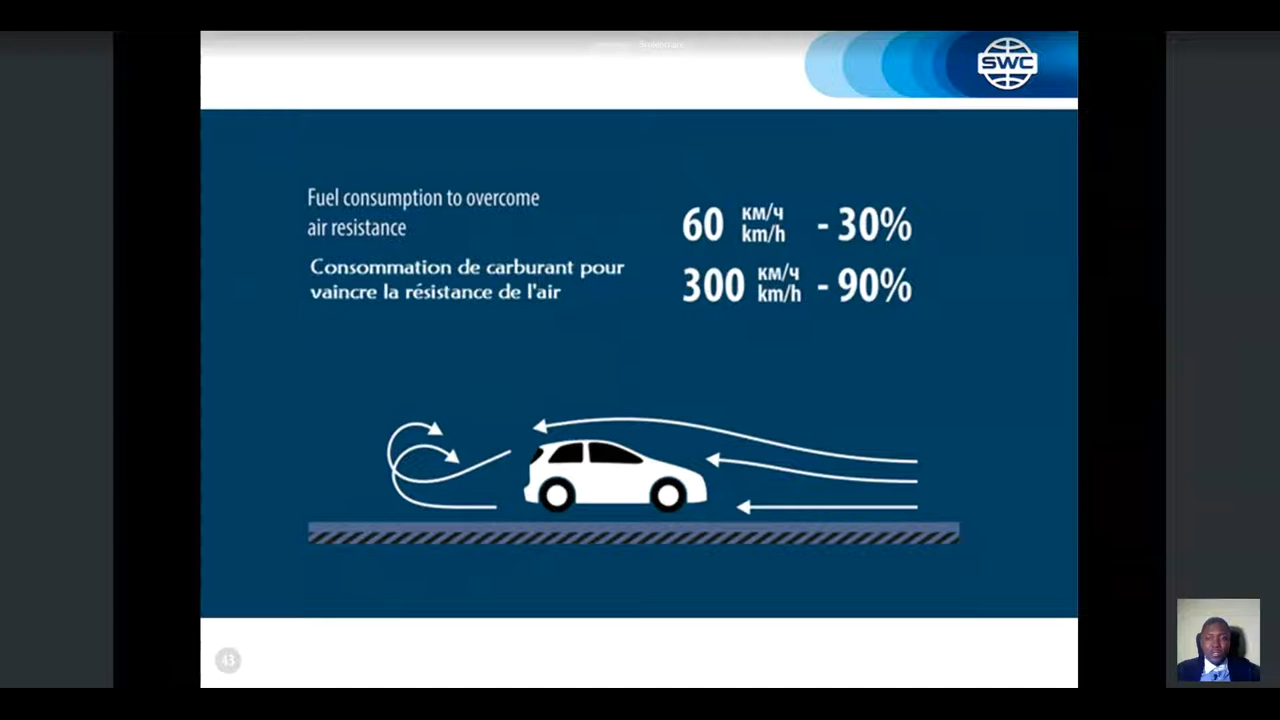 SWC
Fuel consumption to overcome
air resistance
Consommation de carburant pour
vaincre la résistance de l'air
60 км/ч km/h - 30%
300 км/ч km/h - 90%
43